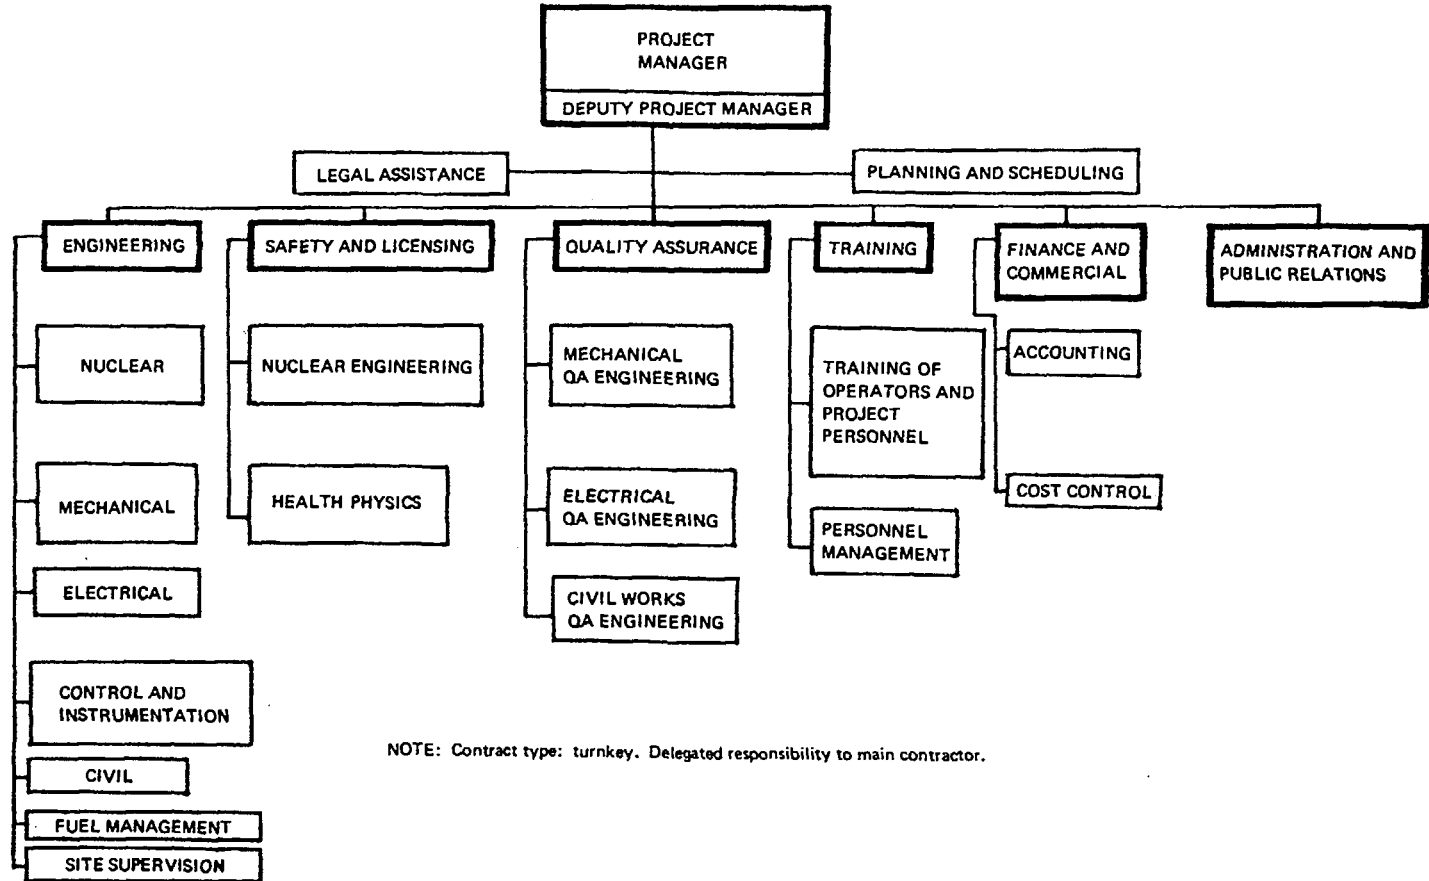 PROJECT
MANAGER
DEPUTY PROJECT MANAGER
LEGAL ASSISTANCE
PLANNING AND SCHEDULING
ENGINEERING
SAFETY AND LICENSING
QUALITY ASSURANCE
TRAINING
FINANCE AND
COMMERCIAL
ADMINISTRATION AND
PUBLIC RELATIONS
NUCLEAR
MECHANICAL
ELECTRICAL
CONTROL AND
INSTRUMENTATION
CIVIL
FUEL MANAGEMENT
SITE SUPERVISION
NUCLEAR ENGINEERING
HEALTH PHYSICS
MECHANICAL
QA ENGINEERING
ELECTRICAL
QA ENGINEERING
CIVIL WORKS
QA ENGINEERING
TRAINING OF
OPERATORS AND
PROJECT
PERSONNEL
PERSONNEL
MANAGEMENT
ACCOUNTING
COST CONTROL
NOTE: Contract type: turnkey. Delegated responsibility to main contractor.